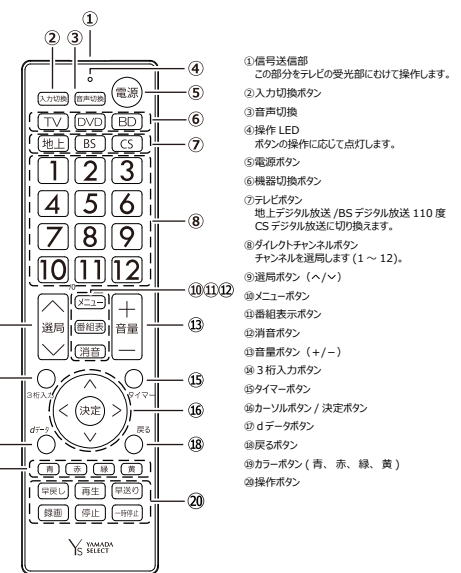 ①
② ③
④
入力切換 音声切換 電源
⑤
TV DVD BD
⑥
地上 BS CS
⑦
1 2 3
4 5 6
⑧
7 8 9
10 11 12
⑩⑪⑫
メニュー
選局 番組表 音量
⑬
消音
3桁入力 タイマー
⑮
決定
⑯
dデータ 戻る
⑱
青 赤 緑 黄
早戻し 再生 早送り
⑳
録画 停止 一時停止
YAMADA
SELECT
①信号送信部
この部分をテレビの受光部にむけて操作します。
②入力切換ボタン
③音声切換
④操作 LED
ボタンの操作に応じて点灯します。
⑤電源ボタン
⑥機器切換ボタン
⑦テレビボタン
地上デジタル放送 /BS デジタル放送 110 度
CS デジタル放送に切り換えます。
⑧ダイレクトチャンネルボタン
チャンネルを選局します (1 ～ 12)。
⑨選局ボタン（∧/∨）
⑩メニューボタン
⑪番組表示ボタン
⑫消音ボタン
⑬音量ボタン（+/−）
⑭３桁入力ボタン
⑮タイマーボタン
⑯カーソルボタン / 決定ボタン
⑰ｄデータボタン
⑱戻るボタン
⑲カラーボタン ( 青、 赤、 緑、 黄 )
⑳操作ボタン